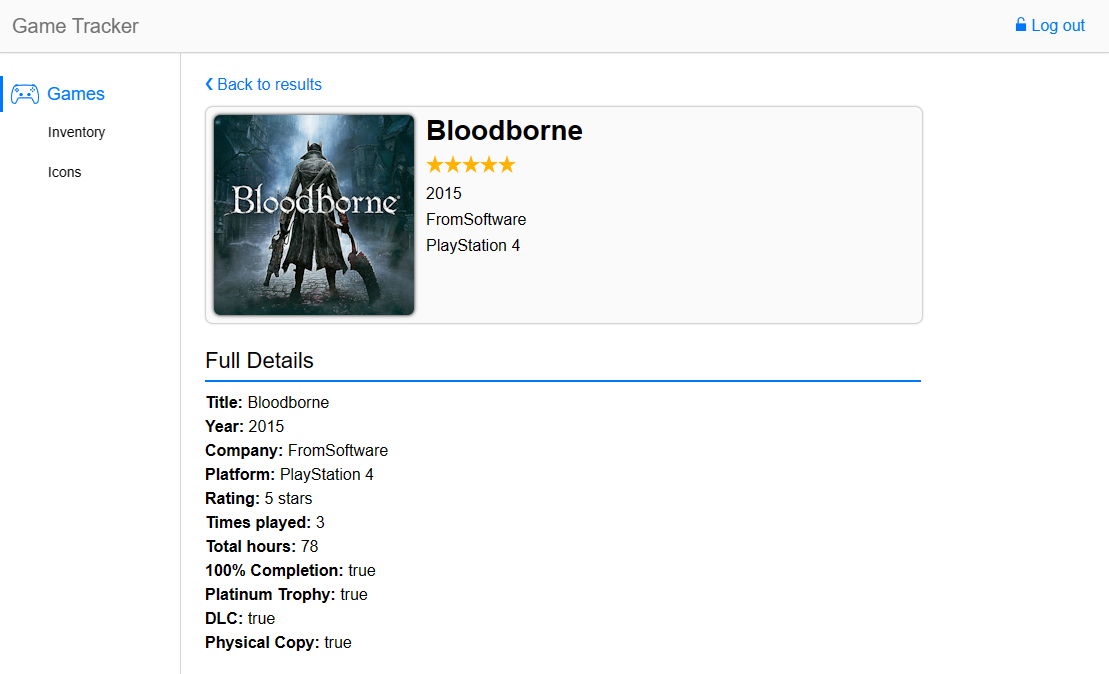 Game Tracker
Log out
Games
Inventory
Icons
Back to results
Bloodborne
Bloodborne
2015
FromSoftware
PlayStation 4
Full Details
Title: Bloodborne
Year: 2015
Company: FromSoftware
Platform: PlayStation 4
Rating: 5 stars
Times played: 3
Total hours: 78
100% Completion: true
Platinum Trophy: true
DLC: true
Physical Copy: true